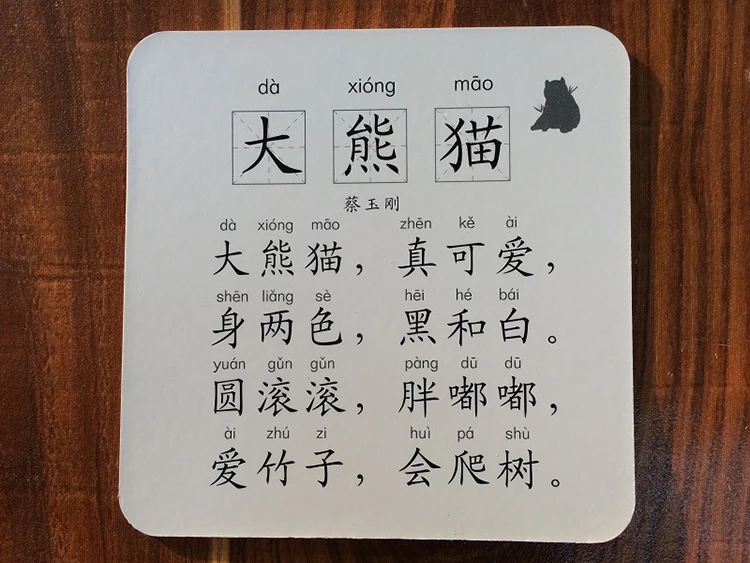 dà xióng māo
大熊猫
蔡玉刚
dà xióng māo zhēn kě ài
大熊猫，真可爱，
shēn liǎng sè hēi hé bái
身两色，黑和白。
yuán gǔn gǔn pàng dū dū
圆滚滚，胖嘟嘟，
ài zhú zi huì pá shù
爱竹子，会爬树。